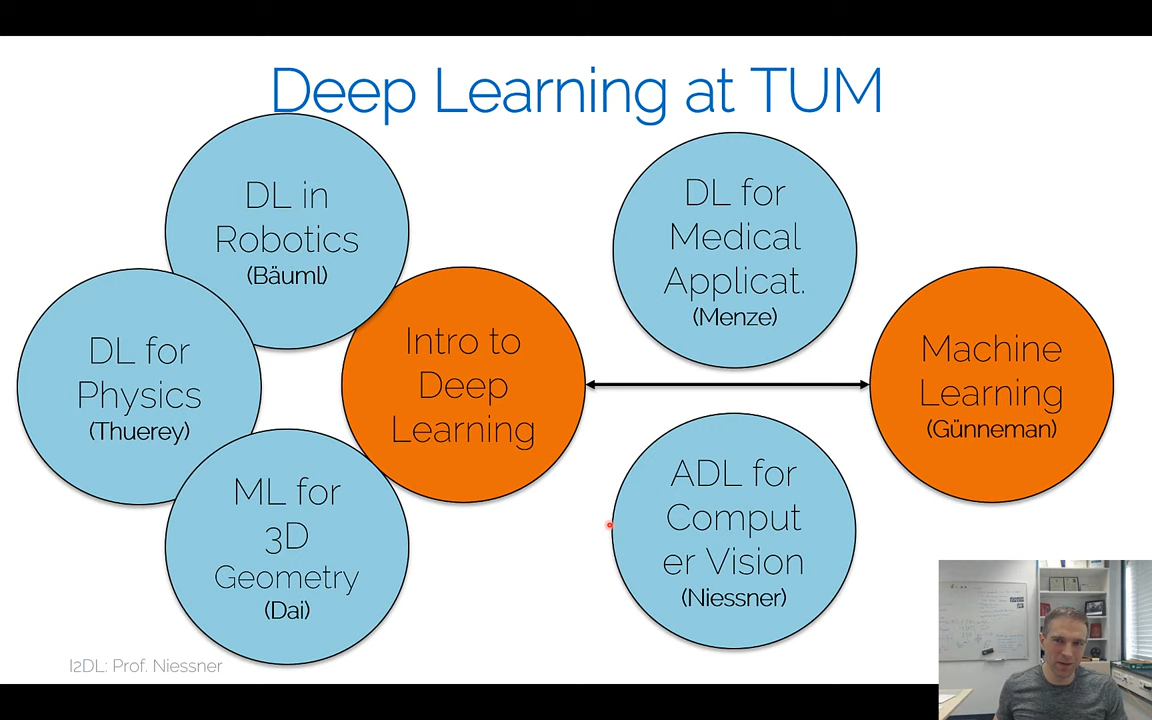 Deep Learning at TUM
DL in
Robotics
(Bäuml)
DL for
Physics
(Thuerey)
ML for
3D
Geometry
(Dai)
Intro to
Deep
Learning
DL for
Medical
Applicat.
(Menze)
ADL for
Comput
er Vision
(Niessner)
Machine
Learning
(Günneman)
I2DL: Prof. Niessner